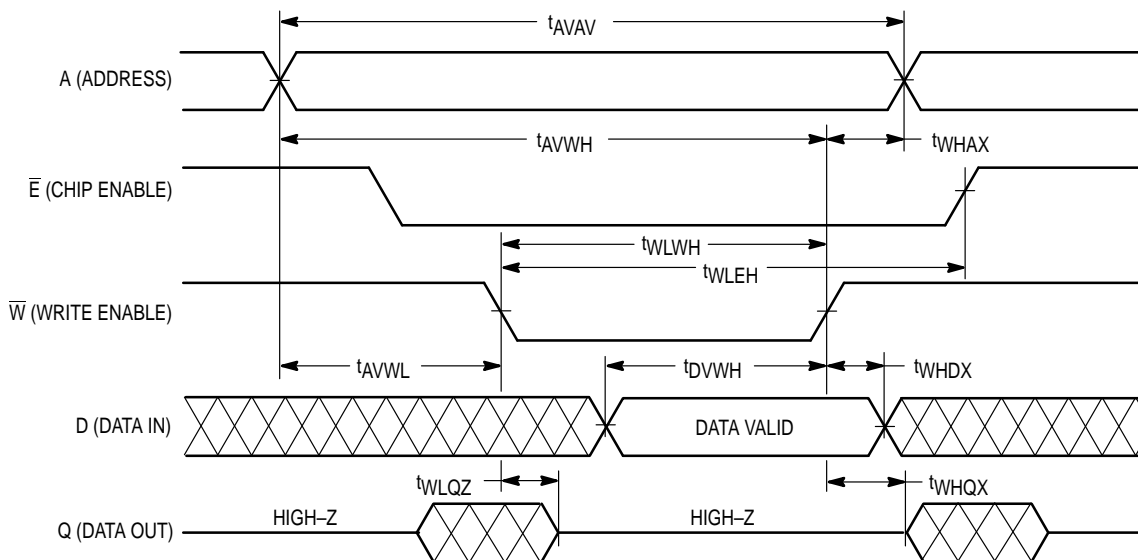 tAVAV
A (ADDRESS)
tAVWH
tWHAX
E (CHIP ENABLE)
tWLWH
tWLEH
W (WRITE ENABLE)
tAVWL
tDVWH
tWHDX
D (DATA IN)
DATA VALID
tWLQZ
tWHQX
HIGH–Z
HIGH–Z
Q (DATA OUT)